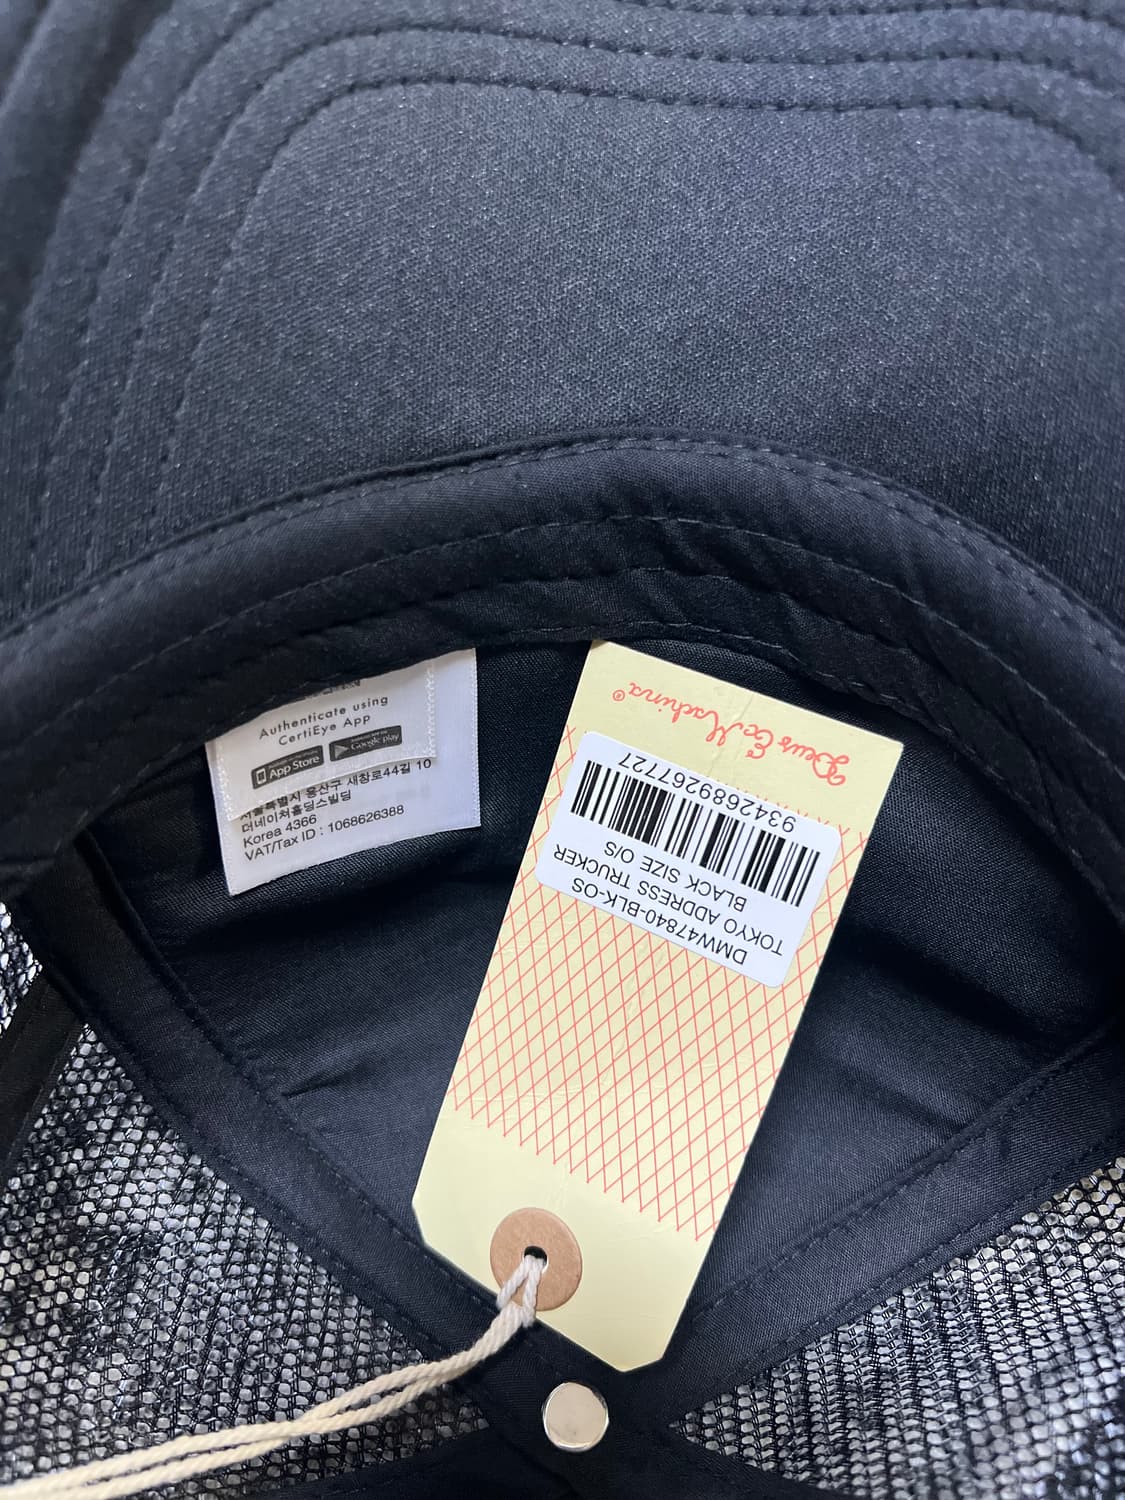 Authenticate using
CertiEye App
App Store
Google play
서울특별시 용산구 새창로44길 10
더네이처홀딩스빌딩
Korea 4366
VAT/Tax ID : 1068626388
Deus Ex Machina®
9342689267727
DMW47840-BLK-OS
TOKYO ADDRESS TRUCKER
BLACK SIZE O/S